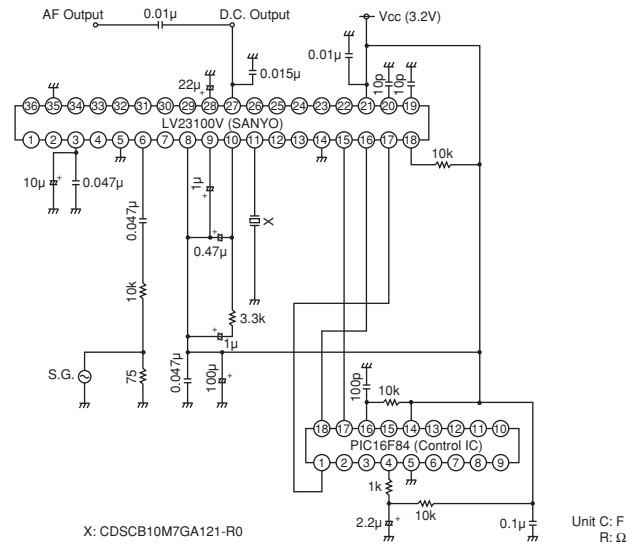 AF Output
0.01µ
D.C. Output
Vcc (3.2V)
0.01µ
22µ
+
0.015µ
10p
10p
36 35 34 33 32 31 30 29 28 27 26 25 24 23 22 21 20 19
LV23100V (SANYO)
1 2 3 4 5 6 7 8 9 10 11 12 13 14 15 16 17 18
10k
10µ
+
0.047µ
0.047µ
1µ
+
X
+
0.47µ
10k
3.3k
+
1µ
S.G.
75
0.047µ
100µ
+
100p
10k
18 17 16 15 14 13 12 11 10
PIC16F84 (Control IC)
1 2 3 4 5 6 7 8 9
1k
10k
2.2µ
+
0.1µ
X: CDSCB10M7GA121-R0
Unit C: F
R: Ω